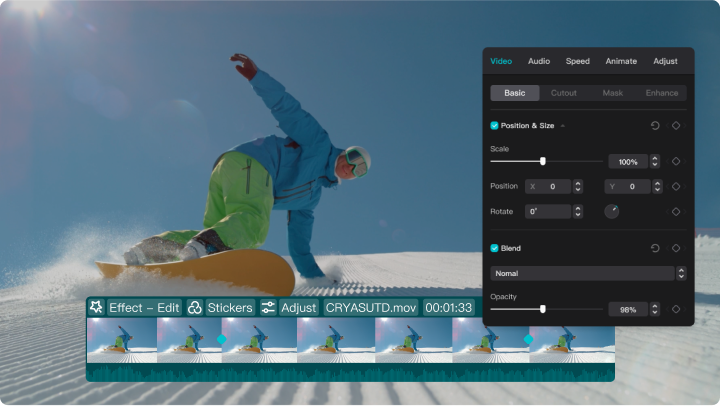 Video Audio Speed Animate Adjust
Basic Cutout Mask Enhance
Position & Size
Scale
100%
Position X 0 Y 0
Rotate 0°
Blend
Nomal
Opacity
98%
Effect – Edit Stickers Adjust CRYASUTD.mov 00:01:33